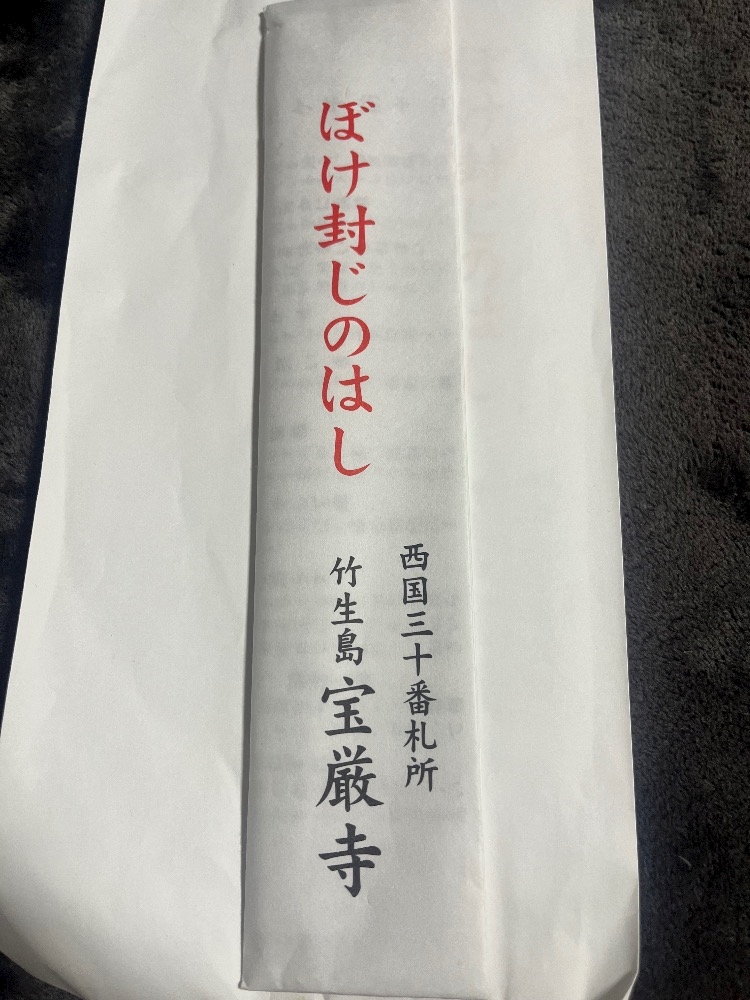 ぼけ封じのはし
西国三十番札所
竹生島 宝厳寺